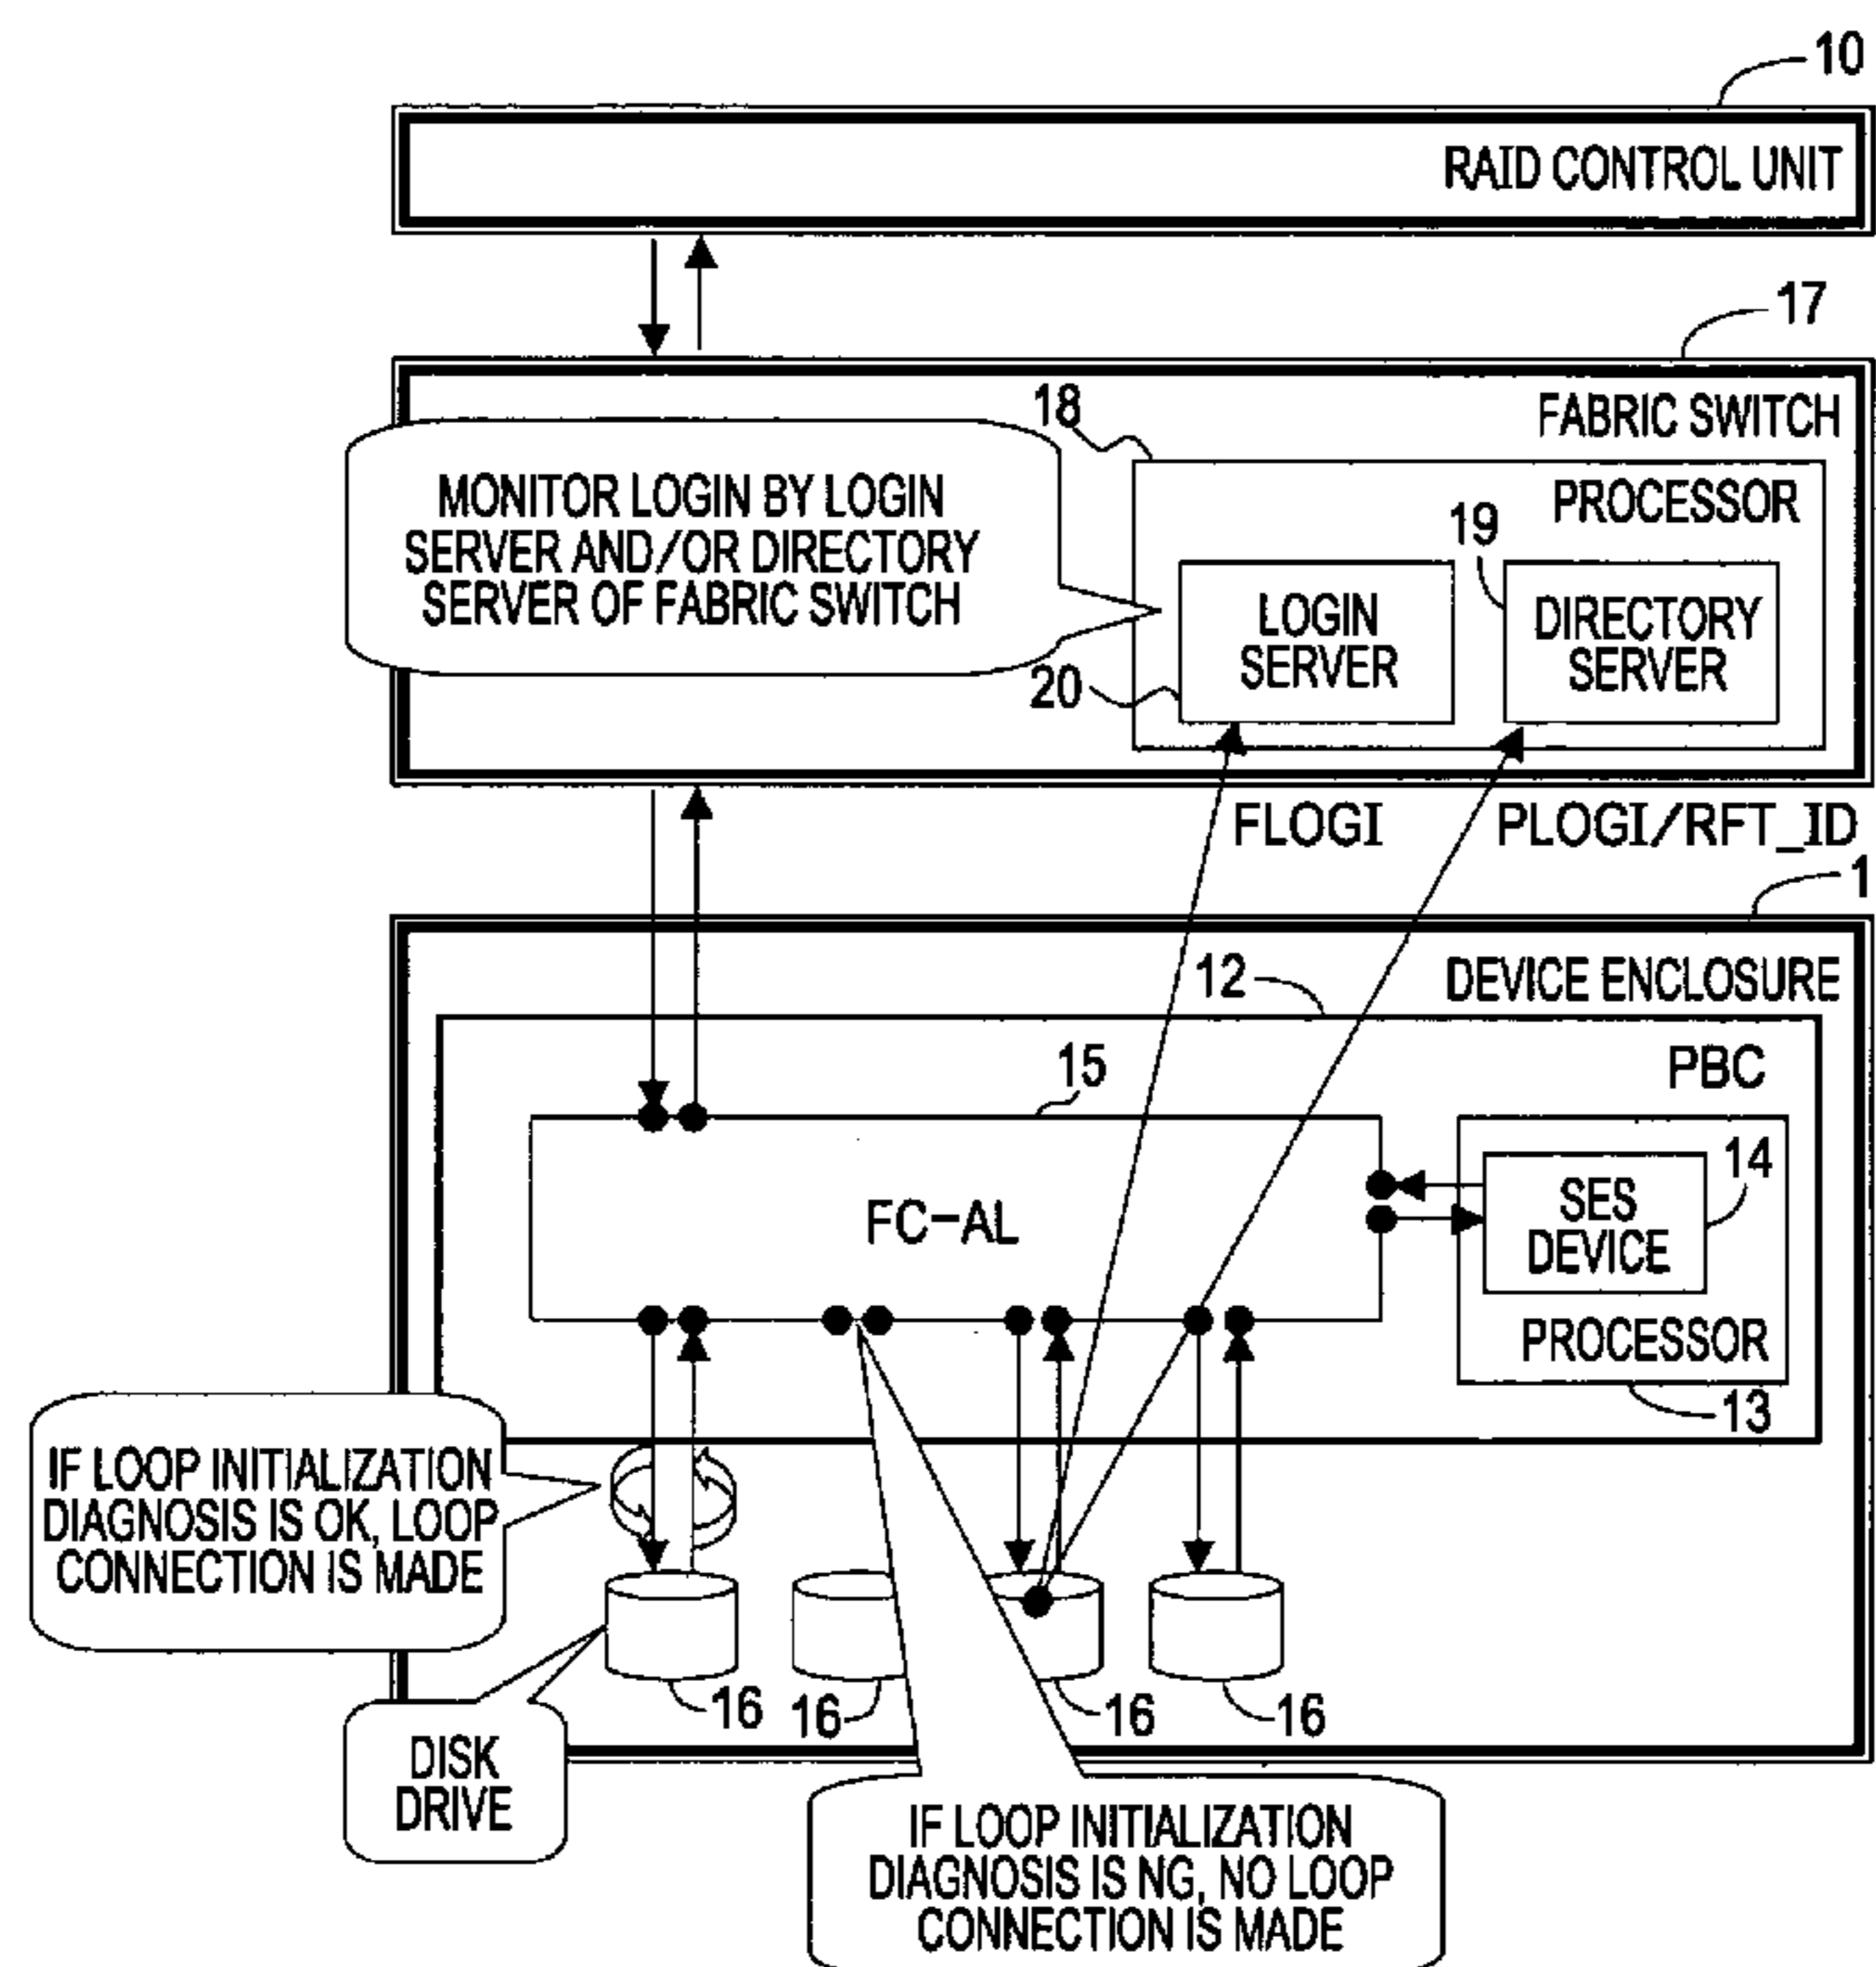 10
RAID CONTROL UNIT
17
FABRIC SWITCH
18
PROCESSOR
MONITOR LOGIN BY LOGIN
SERVER AND/OR DIRECTORY
SERVER OF FABRIC SWITCH
19
LOGIN
SERVER
DIRECTORY
SERVER
20
FLOGI
PLOGI/RFT_ID
1
DEVICE ENCLOSURE
12
PBC
15
14
FC-AL
SES
DEVICE
PROCESSOR
13
IF LOOP INITIALIZATION
DIAGNOSIS IS OK, LOOP
CONNECTION IS MADE
16
16
16
16
DISK
DRIVE
IF LOOP INITIALIZATION
DIAGNOSIS IS NG, NO LOOP
CONNECTION IS MADE